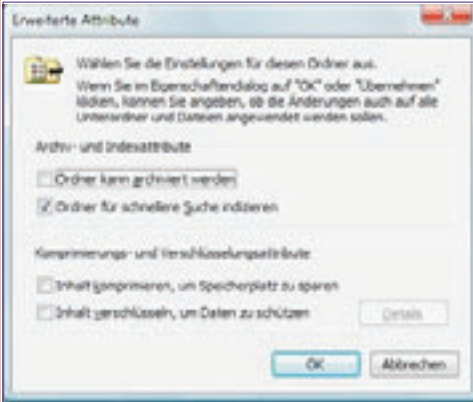 Erweiterte Attribute
Wählen Sie die Einstellungen für diesen Ordner aus.
Wenn Sie im Eigenschaftendialog auf "OK" oder "Übernehmen"
klicken, können Sie angeben, ob die Änderungen auch auf alle
Unterordner und Dateien angewendet werden sollen.
Archiv- und Indexattribute
Ordner kann archiviert werden
Ordner für schnellere Suche indizieren
Komprimierungs- und Verschlüsselungsattribute
Inhalt komprimieren, um Speicherplatz zu sparen
Inhalt verschlüsseln, um Daten zu schützen
Details
OK
Abbrechen